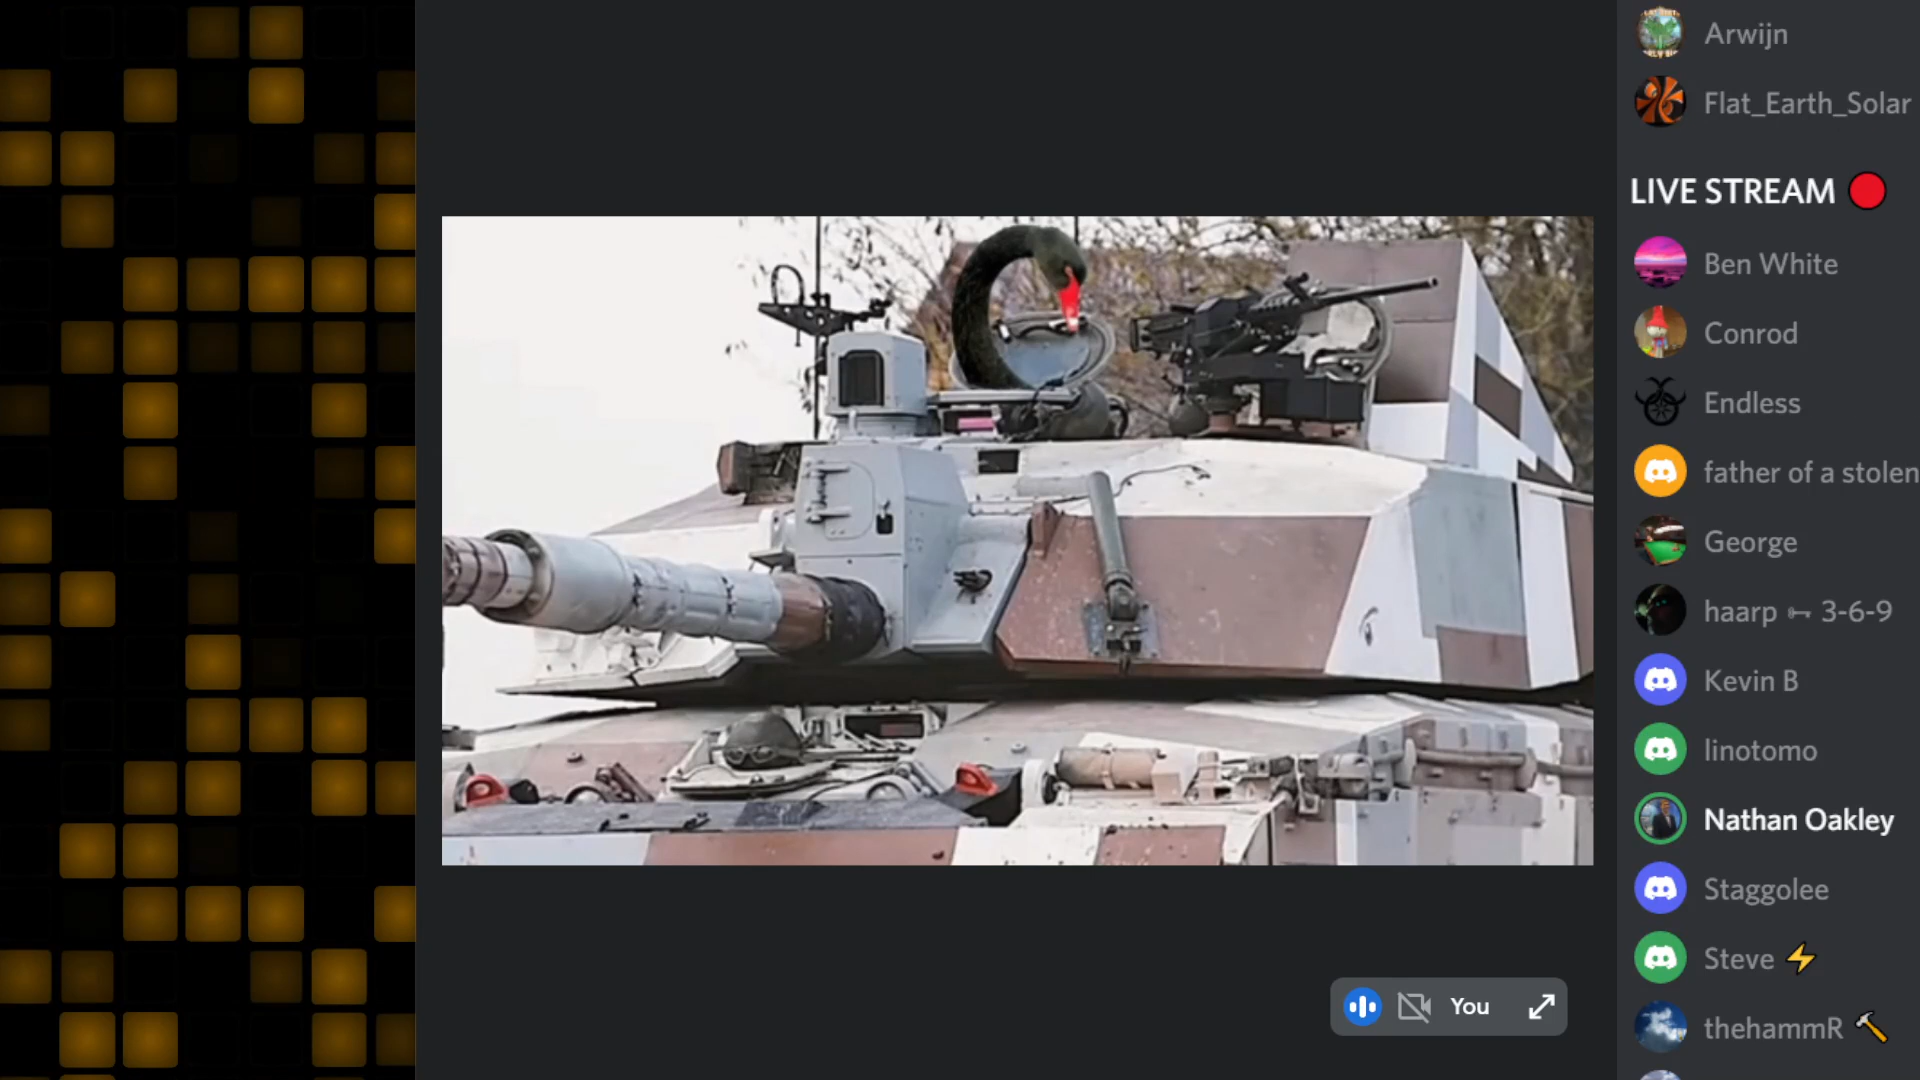 Arwijn
Flat_Earth_Solar
LIVE STREAM
Ben White
Conrod
Endless
father of a stolen
George
haarp 3-6-9
Kevin B
linotomo
Nathan Oakley
Staggolee
Steve
thehammR
You